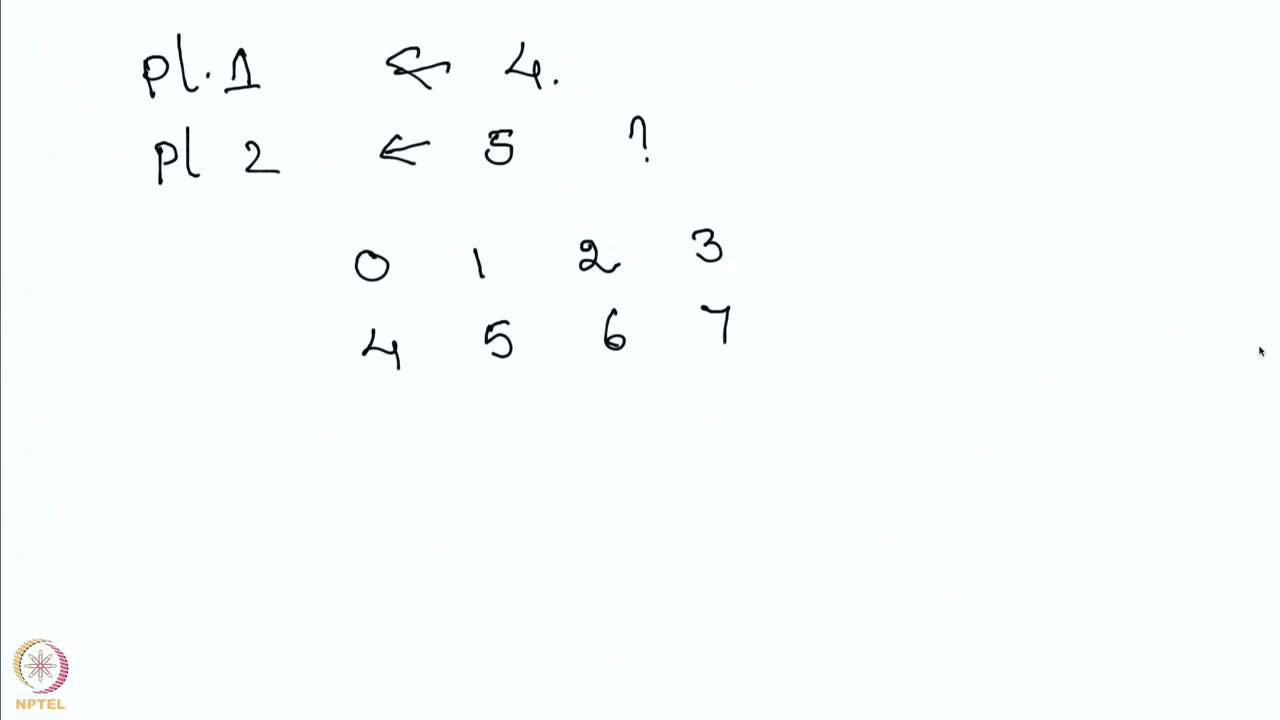 pl. 1 ← 4.
pl 2 ← 5 ?
0 1 2 3
4 5 6 7
NPTEL